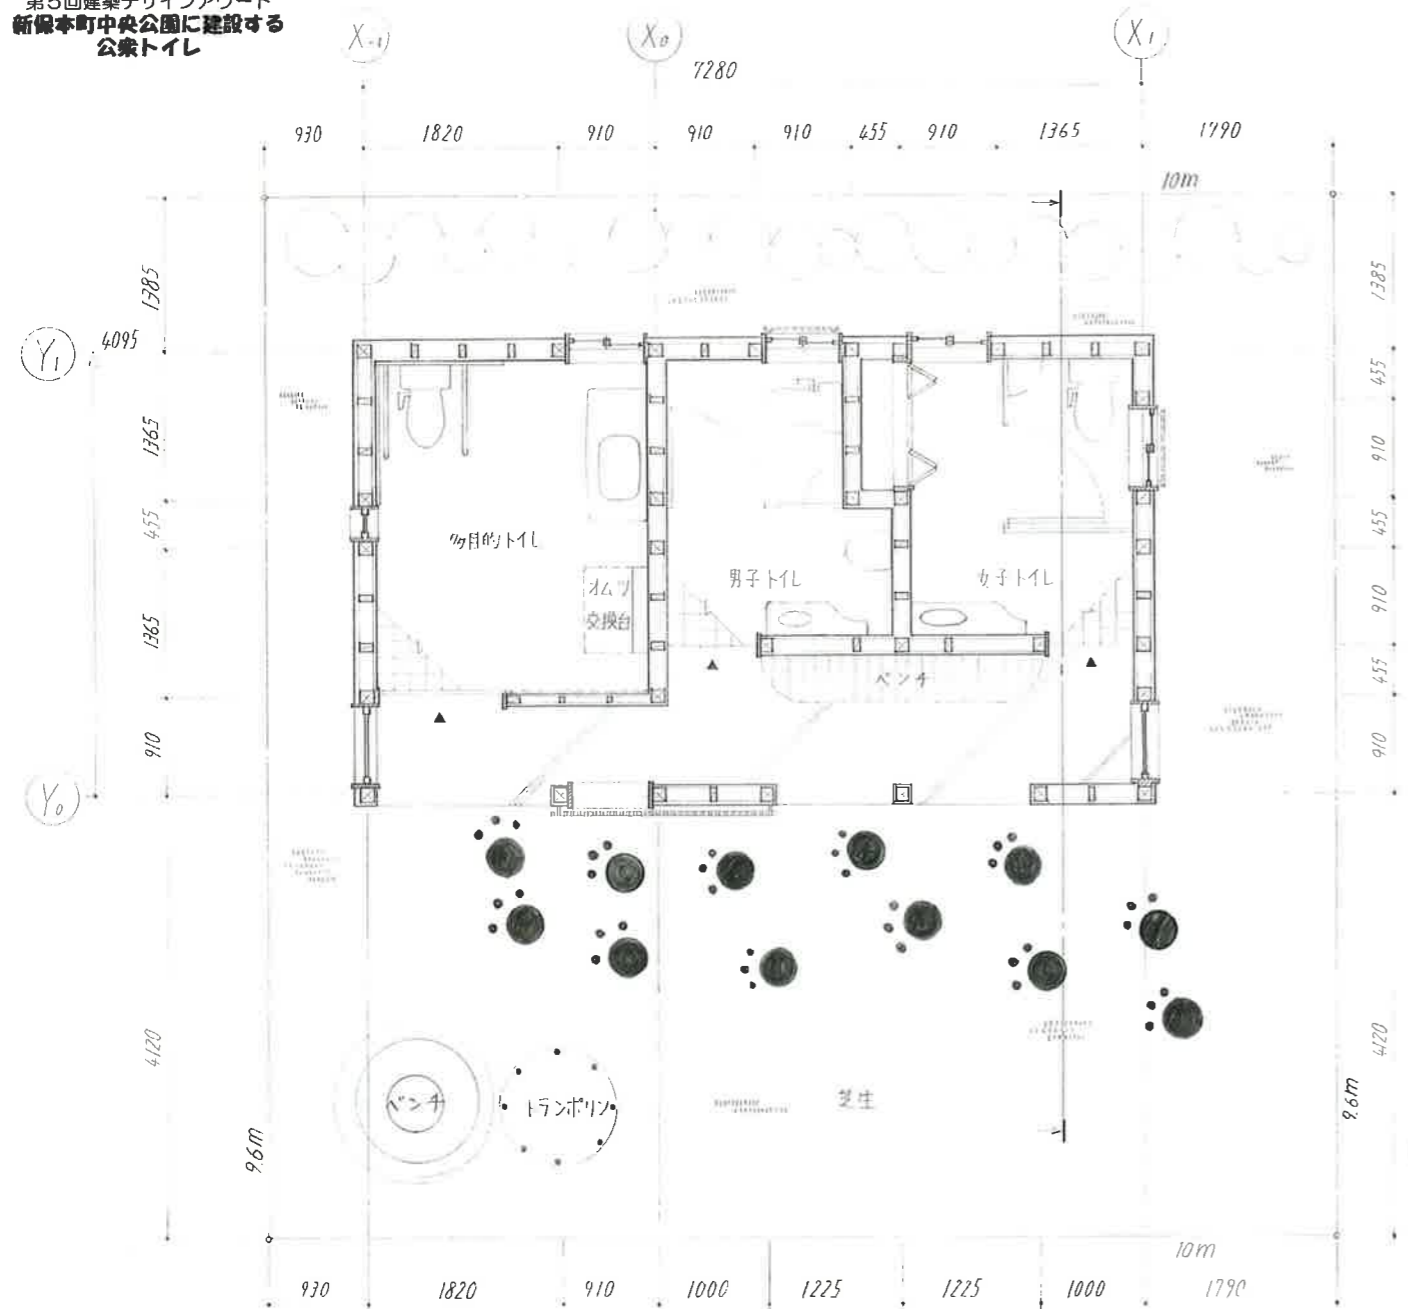 第5回建築デザインアワード
新保本町中央公園に建設する
公衆トイレ
X-1
X0
X1
7280
930
1820
910
910
910
455
910
1365
1790
10m
1385
1385
Y1
4095
455
1365
910
455
455
多目的トイレ
男子トイレ
女子トイレ
オムツ
交換台
910
1365
ベンチ
455
910
910
Y0
4120
4120
ベンチ
トランポリン
芝生
9.6m
9.6m
10m
930
1820
910
1000
1225
1225
1000
1790